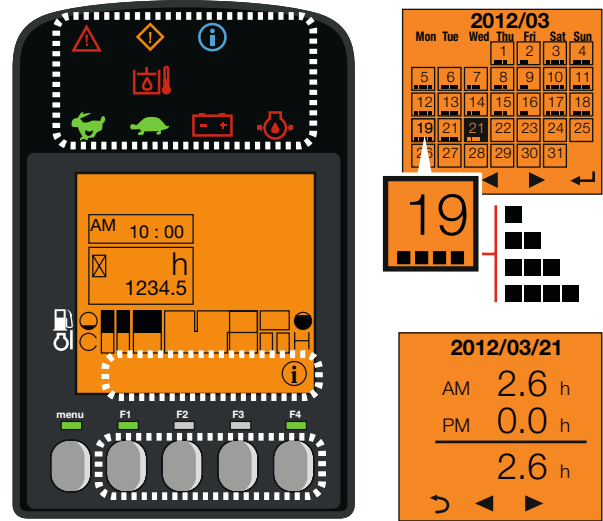 AM 10 : 00
h
1234.5
C H
menu F1 F2 F3 F4
2012/03
Mon Tue Wed Thu Fri Sat Sun
1 2 3 4
5 6 7 8 9 10 11
12 13 14 15 16 17 18
19 21 21 22 23 24 25
26 27 28 29 30 31
19
2012/03/21
AM 2.6 h
PM 0.0 h
2.6 h